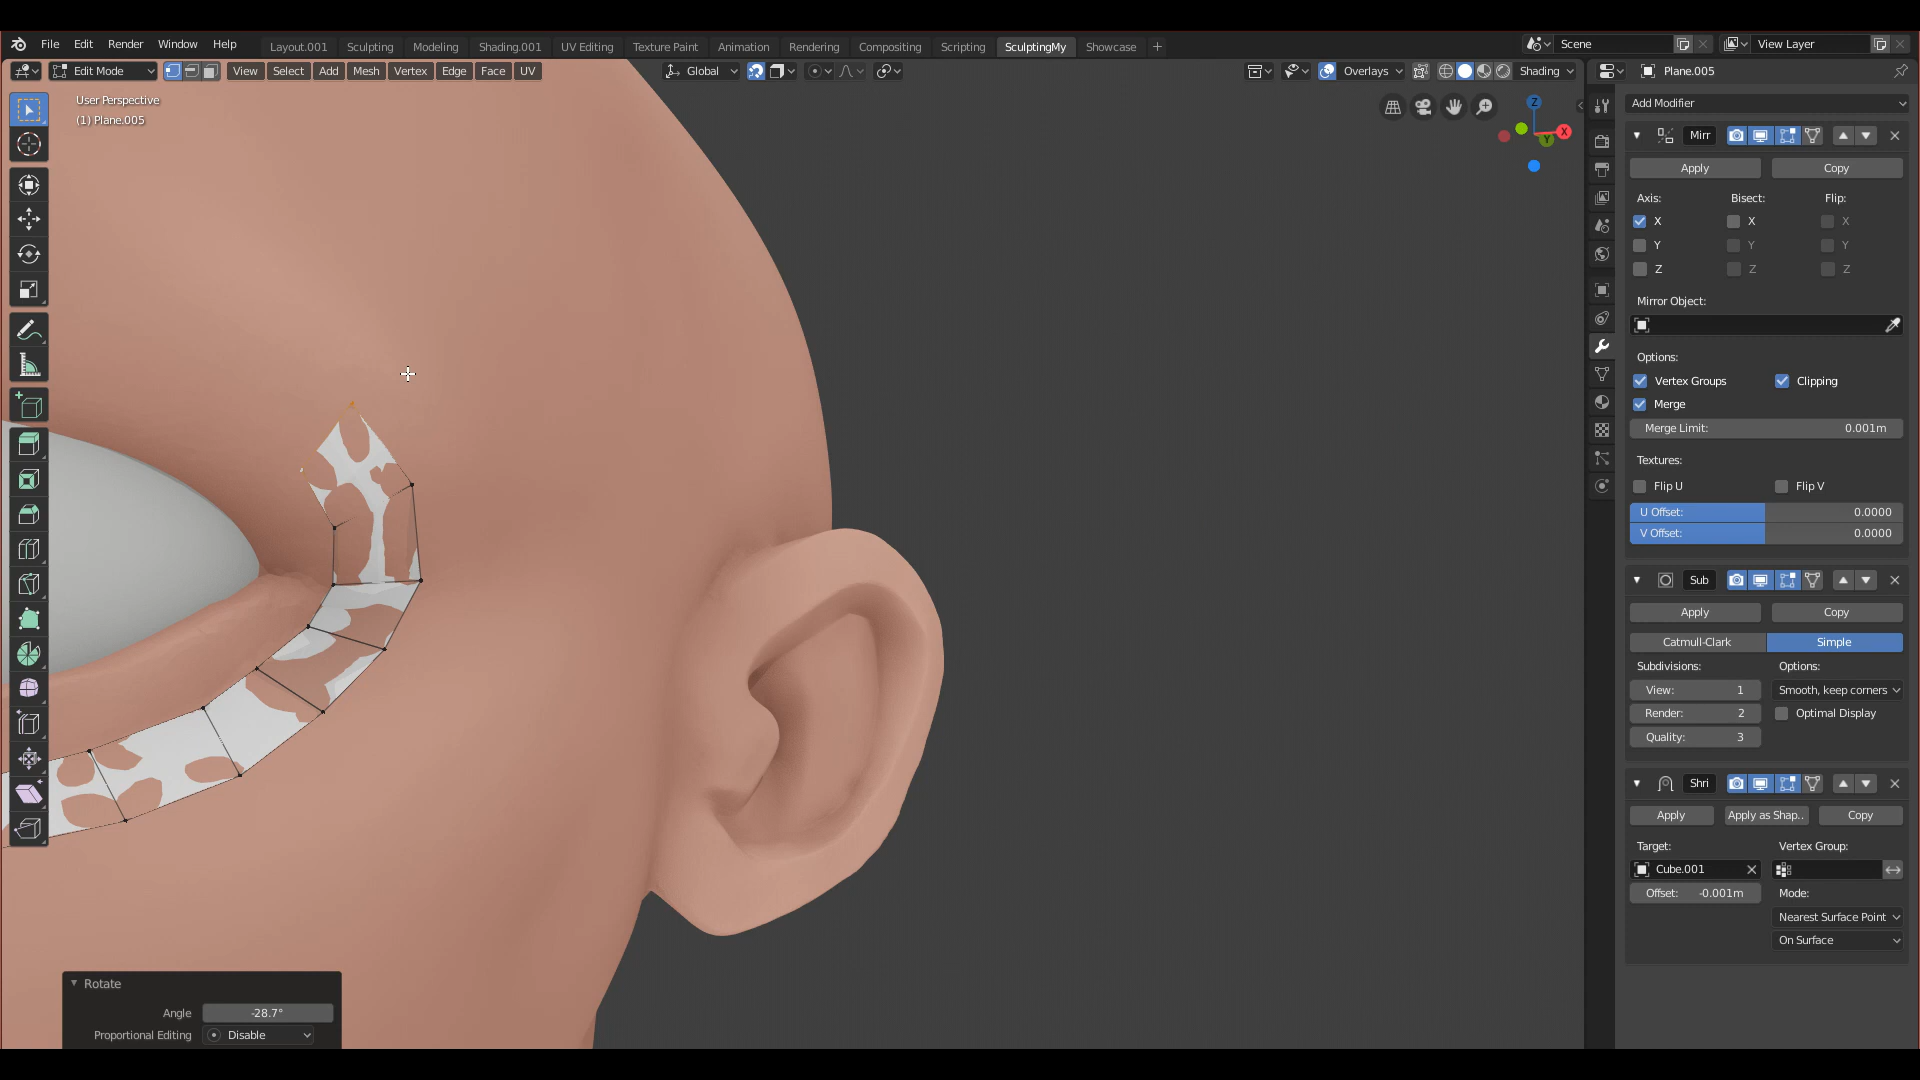 File Edit Render Window Help Layout.001 Sculpting Modeling Shading.001 UV Editing Texture Paint Animation Rendering Compositing Scripting SculptingMy Showcase + Scene View Layer
Edit Mode View Select Add Mesh Vertex Edge Face UV Global Overlays Shading Plane.005
User Perspective
(1) Plane.005
Z
X
Y
Add Modifier
Mirr
Apply Copy
Axis: Bisect: Flip:
X X X
Y Y Y
Z Z Z
Mirror Object:
Options:
Vertex Groups Clipping
Merge
Merge Limit: 0.001m
Textures:
Flip U Flip V
U Offset: 0.0000
V Offset: 0.0000
Sub
Apply Copy
Catmull-Clark Simple
Subdivisions: Options:
View: 1 Smooth, keep corners
Render: 2 Optimal Display
Quality: 3
Shri
Apply Apply as Shap.. Copy
Target: Vertex Group:
Cube.001
Offset: -0.001m Mode:
Nearest Surface Point
On Surface
Rotate
Angle -28.7°
Proportional Editing Disable